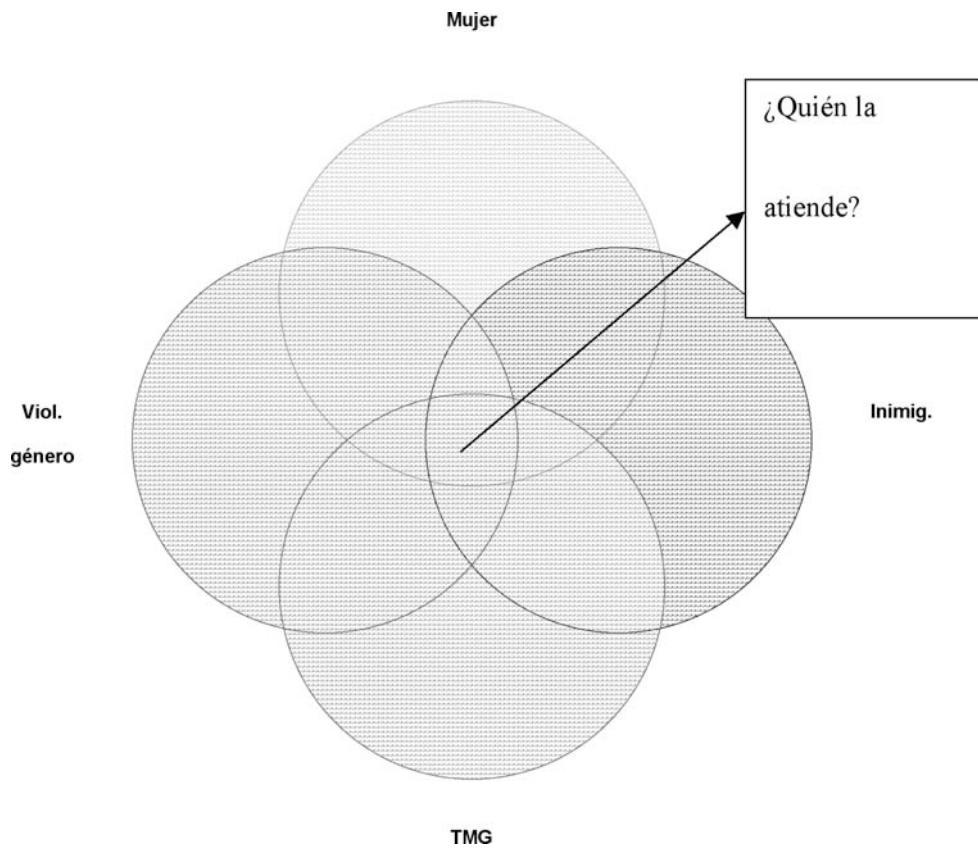 Mujer
¿Quién la
atiende?
Viol.
género
Inimig.
TMG